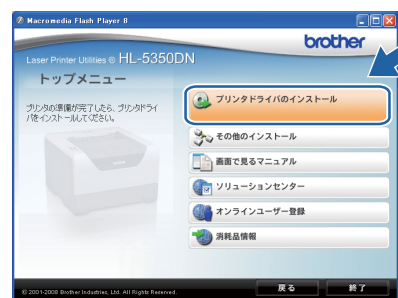 Macromedia Flash Player 8
brother
Laser Printer Utilities © HL-5350DN
トップメニュー
プリンタの準備が完了したら、プリンタドライ
バをインストールしてください。
プリンタドライバのインストール
その他のインストール
画面で見るマニュアル
ソリューションセンター
オンラインユーザー登録
消耗品情報
© 2001-2008 Brother Industries, Ltd. All Rights Reserved.
戻る
終了